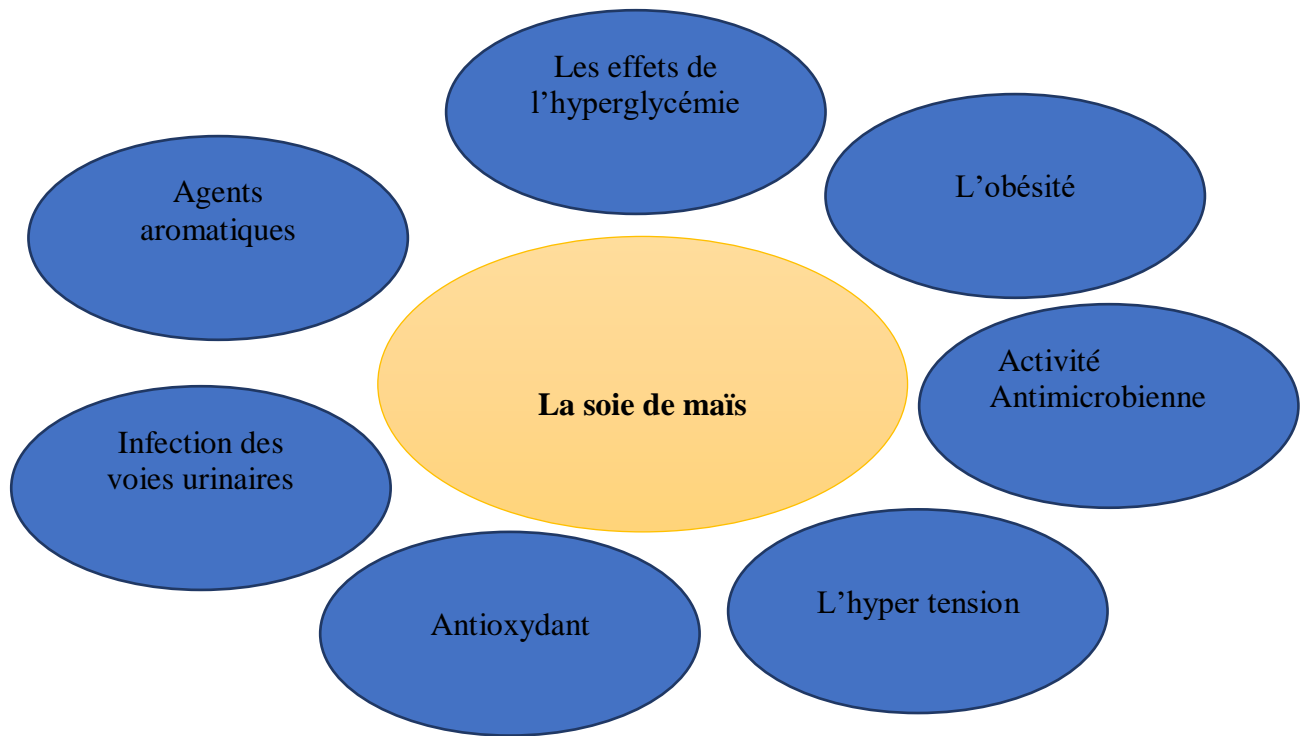 Les effets de
l’hyperglycémie
L’obésité
Agents
aromatiques
Activité
Antimicrobienne
La soie de maïs
Infection des
voies urinaires
L’hyper tension
Antioxydant